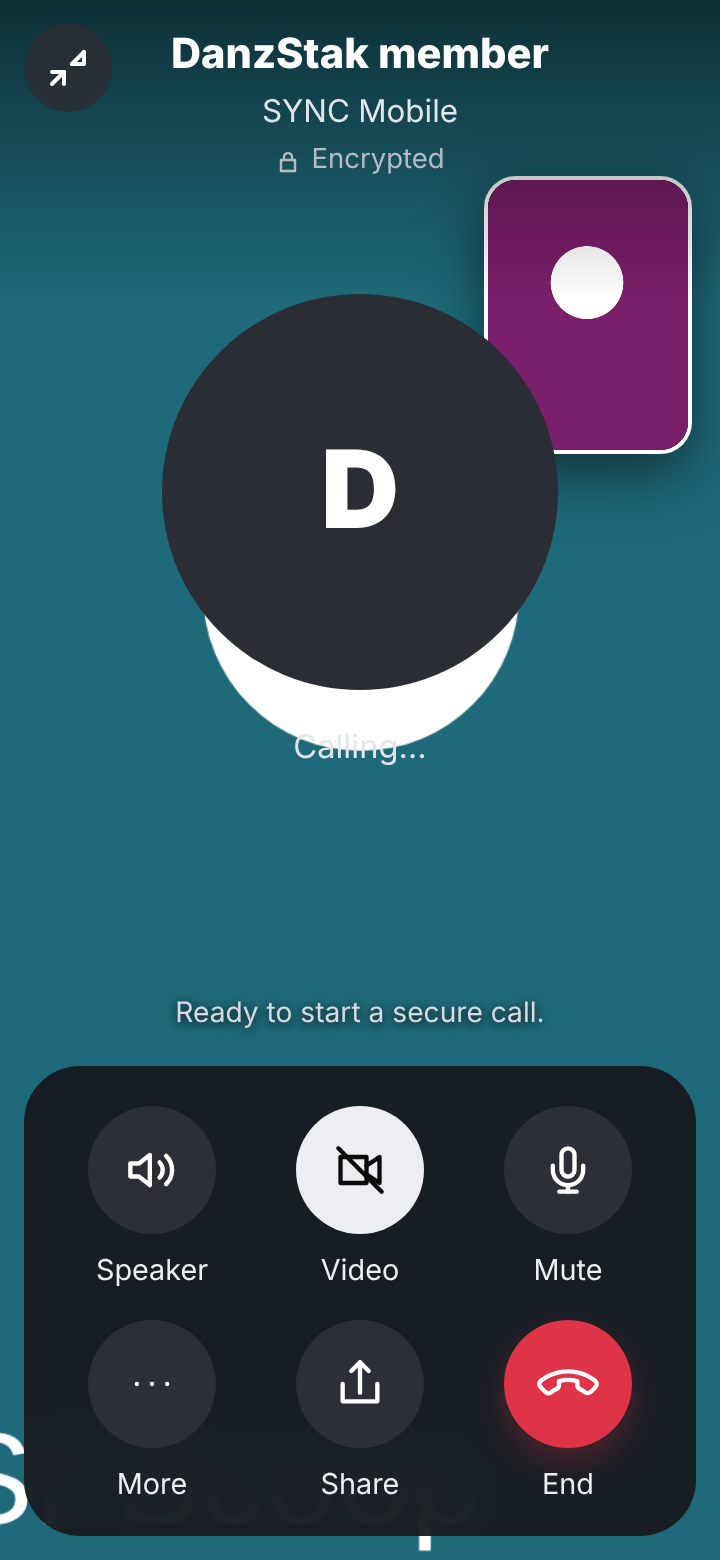 DanzStak member
SYNC Mobile
Encrypted
D
Calling...
Ready to start a secure call.
Speaker
Video
Mute
More
Share
End